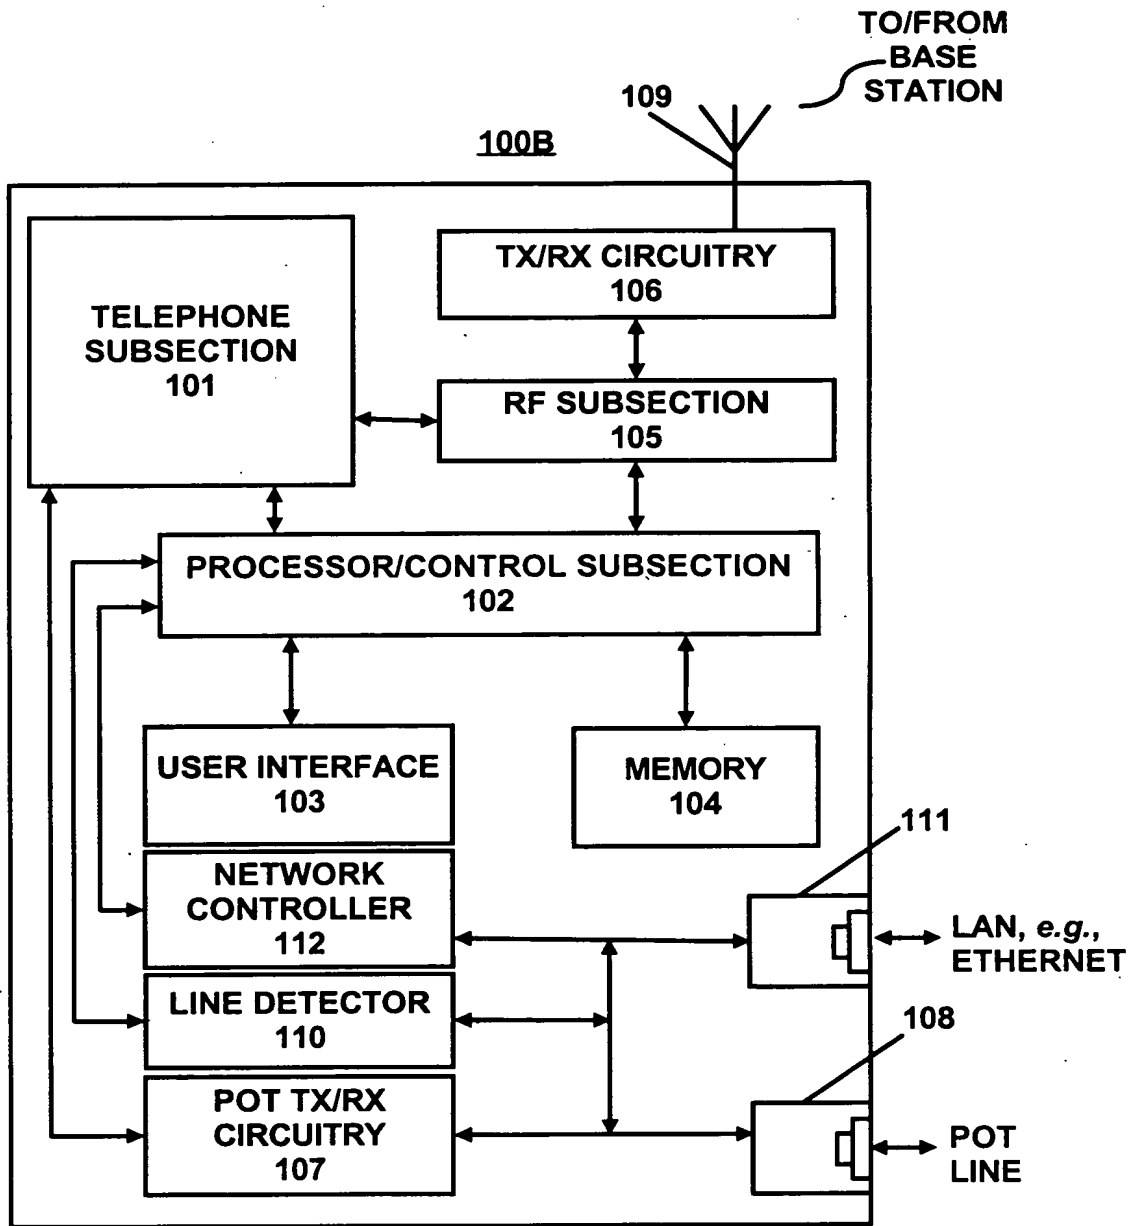 TO/FROM
BASE
STATION
109
100B
TX/RX CIRCUITRY
106
TELEPHONE
SUBSECTION
101
RF SUBSECTION
105
PROCESSOR/CONTROL SUBSECTION
102
USER INTERFACE
103
MEMORY
104
111
NETWORK
CONTROLLER
112
LAN, e.g.,
ETHERNET
LINE DETECTOR
110
108
POT TX/RX
CIRCUITRY
107
POT
LINE